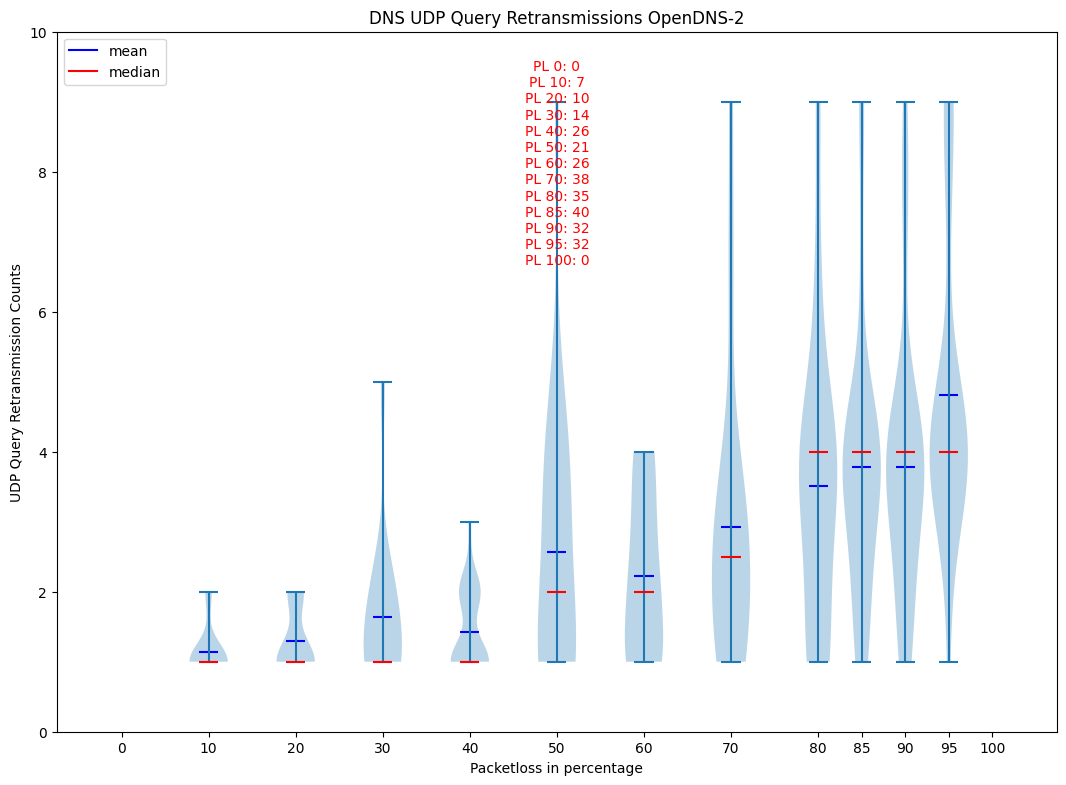 DNS UDP Query Retransmissions OpenDNS-2
mean
median
PL 0: 0
PL 10: 7
PL 20: 10
PL 30: 14
PL 40: 26
PL 50: 21
PL 60: 26
PL 70: 38
PL 80: 35
PL 85: 40
PL 90: 32
PL 95: 32
PL 100: 0
UDP Query Retransmission Counts
10
8
6
4
2
0
0 10 20 30 40 50 60 70 80 85 90 95 100
Packetloss in percentage